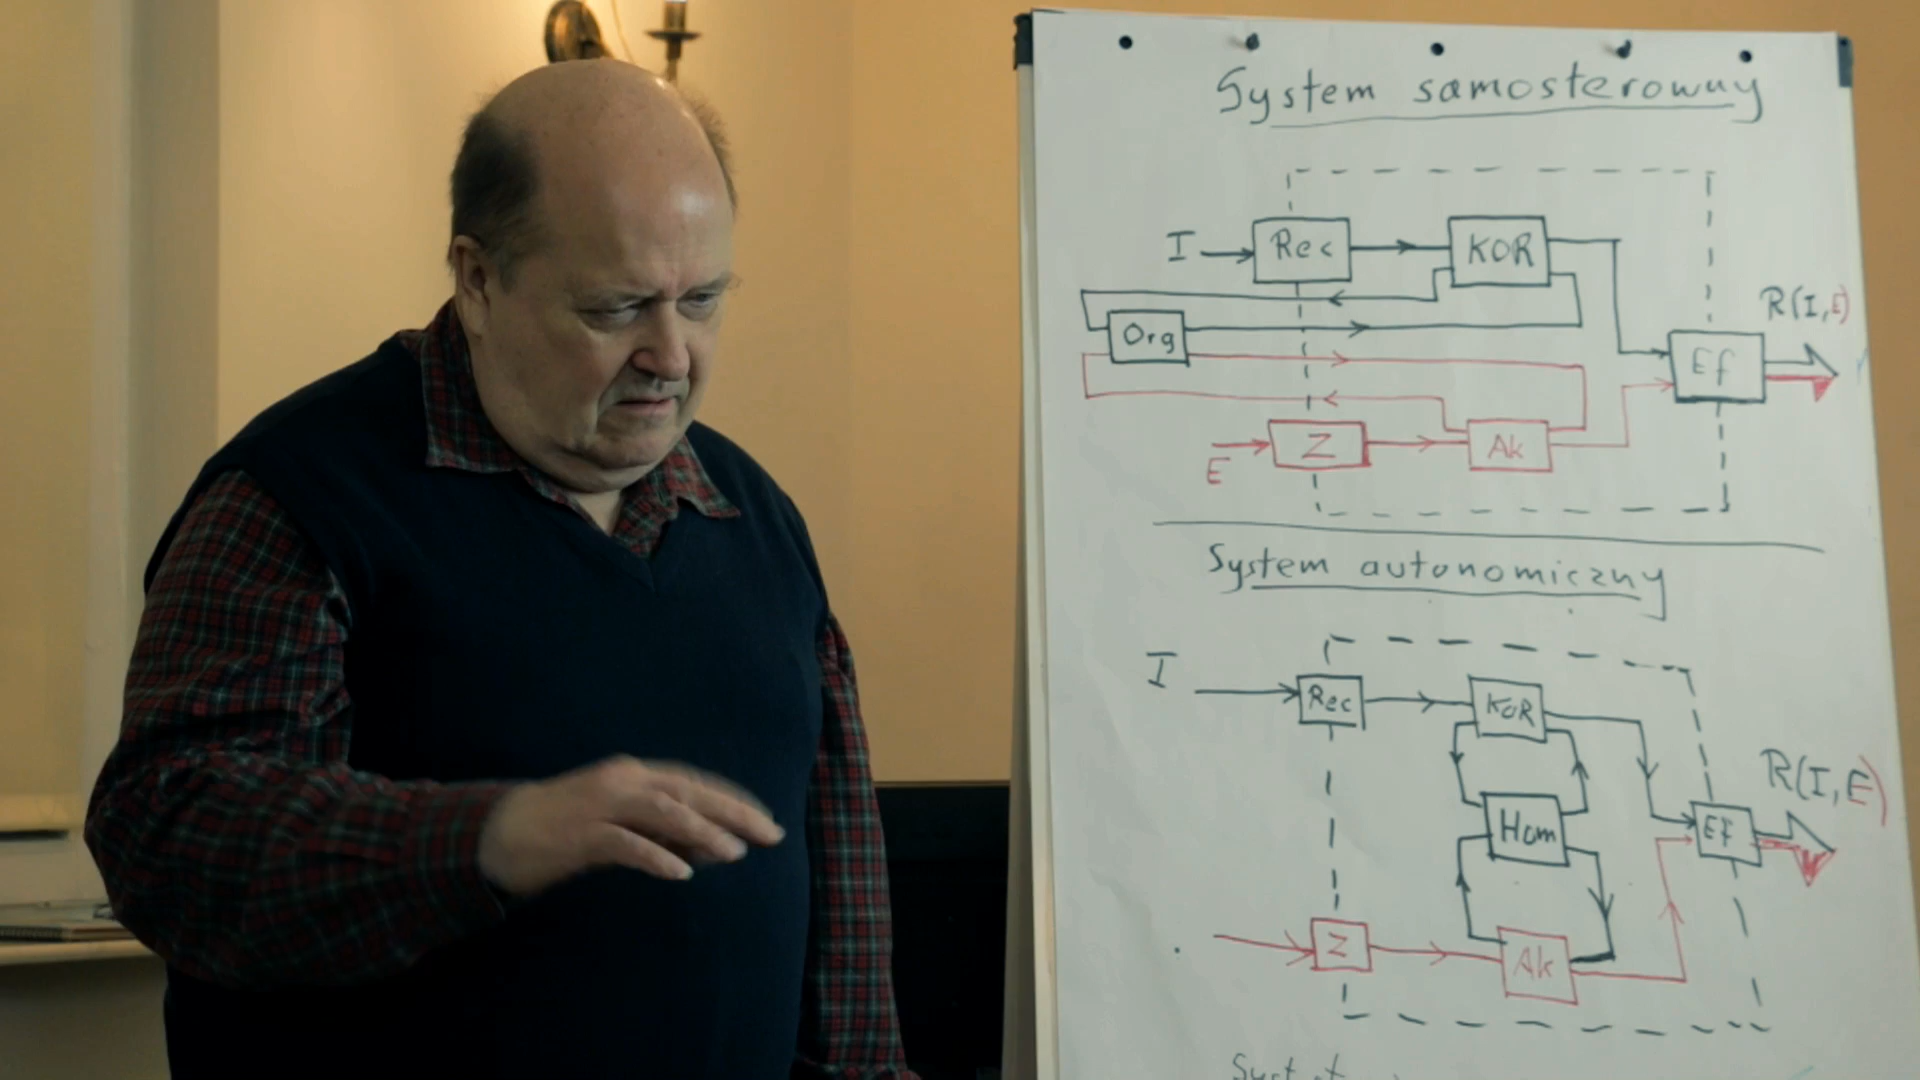 System samosterowny
I Rec KOR
R(I,E)
Org
Ef
E Z Ak
System autonomiczny
I Rec KOR
R(I,E)
Hom
Ef
Z Ak